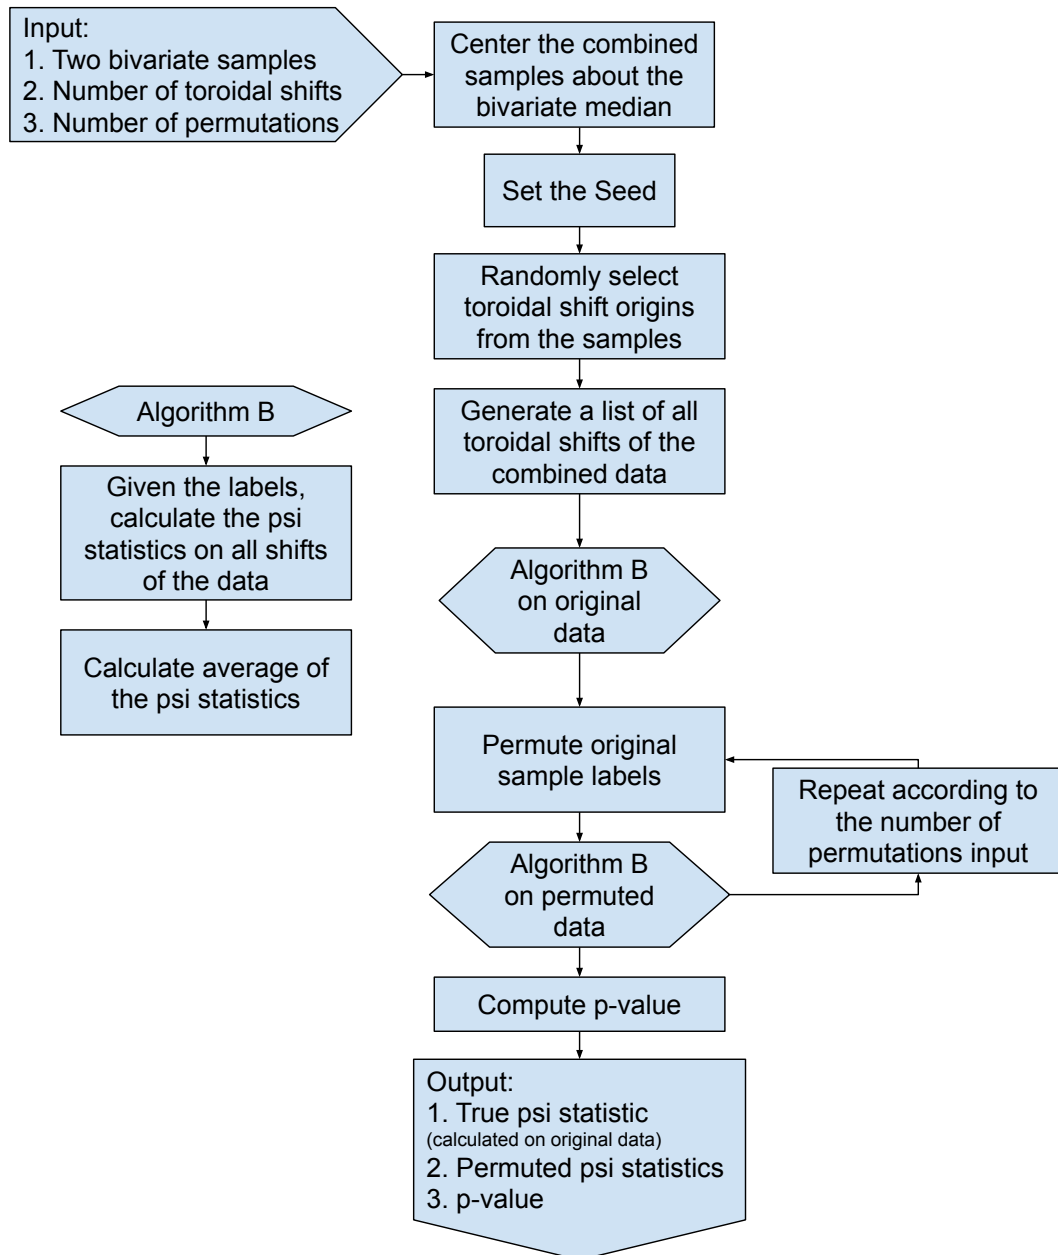 Input:
1. Two bivariate samples
2. Number of toroidal shifts
3. Number of permutations
Center the combined
samples about the
bivariate median
Set the Seed
Randomly select
toroidal shift origins
from the samples
Generate a list of all
toroidal shifts of the
combined data
Algorithm B
Given the labels,
calculate the psi
statistics on all shifts
of the data
Calculate average of
the psi statistics
Algorithm B
on original
data
Permute original
sample labels
Repeat according to
the number of
permutations input
Algorithm B
on permuted
data
Compute p-value
Output:
1. True psi statistic
(calculated on original data)
2. Permuted psi statistics
3. p-value